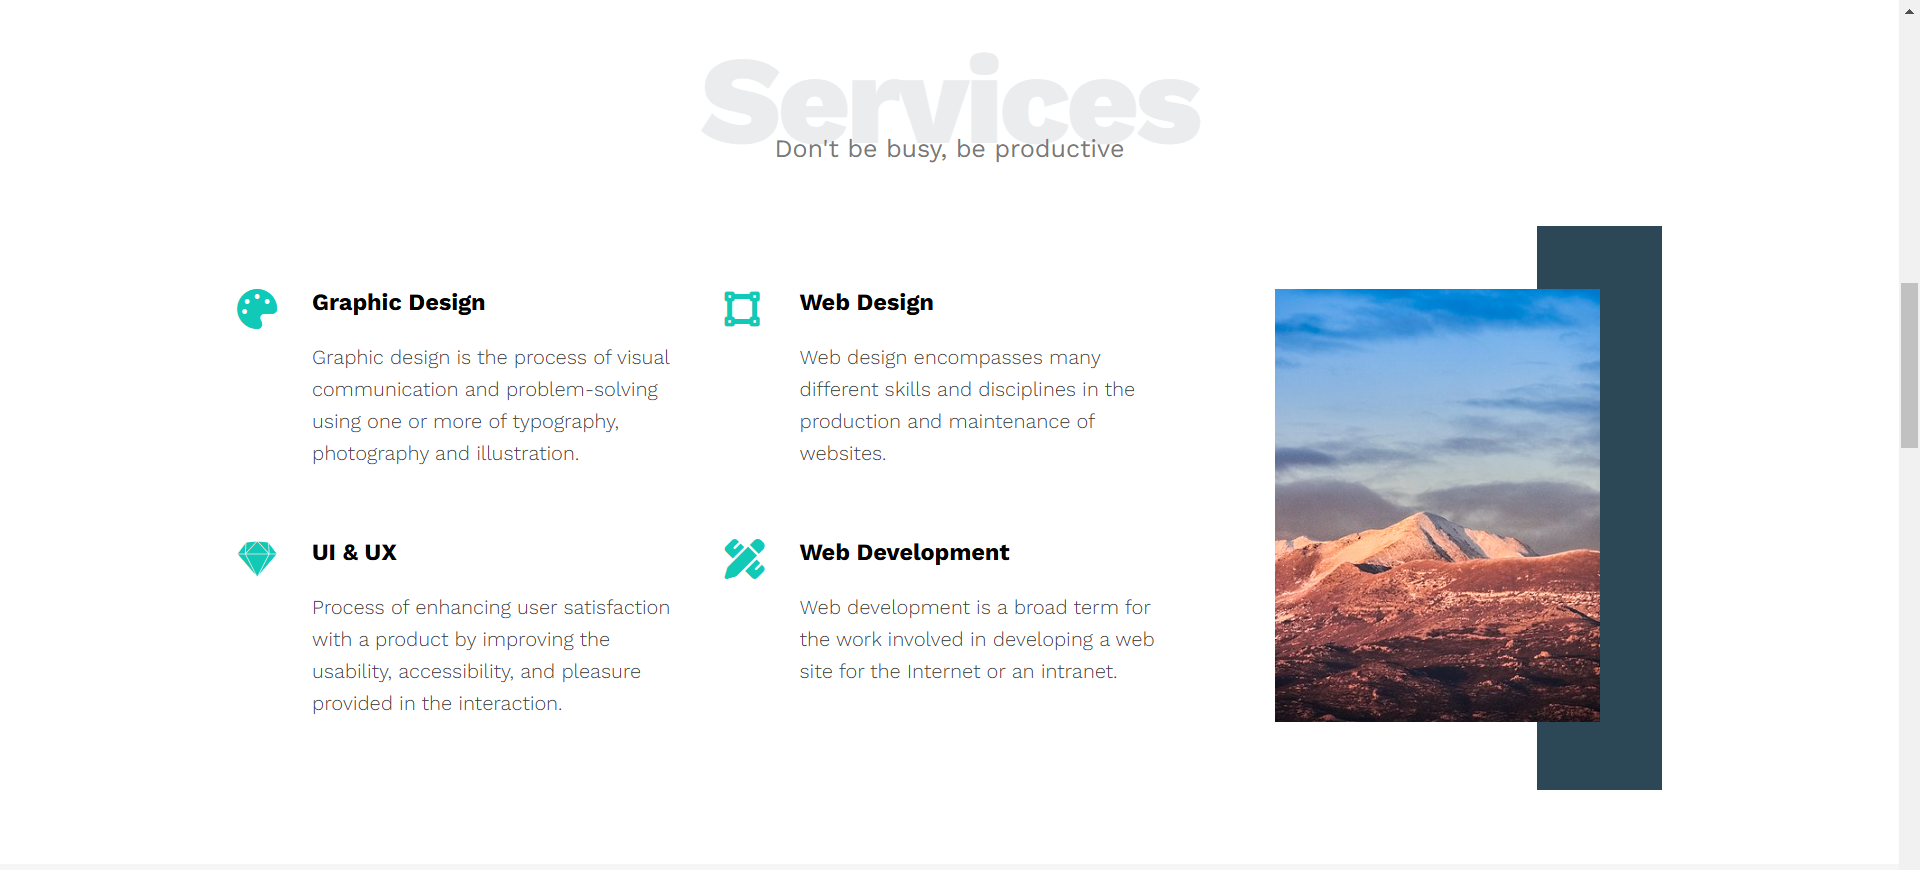 Services
Don't be busy, be productive
Graphic Design
Graphic design is the process of visual
communication and problem-solving
using one or more of typography,
photography and illustration.
Web Design
Web design encompasses many
different skills and disciplines in the
production and maintenance of
websites.
UI & UX
Process of enhancing user satisfaction
with a product by improving the
usability, accessibility, and pleasure
provided in the interaction.
Web Development
Web development is a broad term for
the work involved in developing a web
site for the Internet or an intranet.